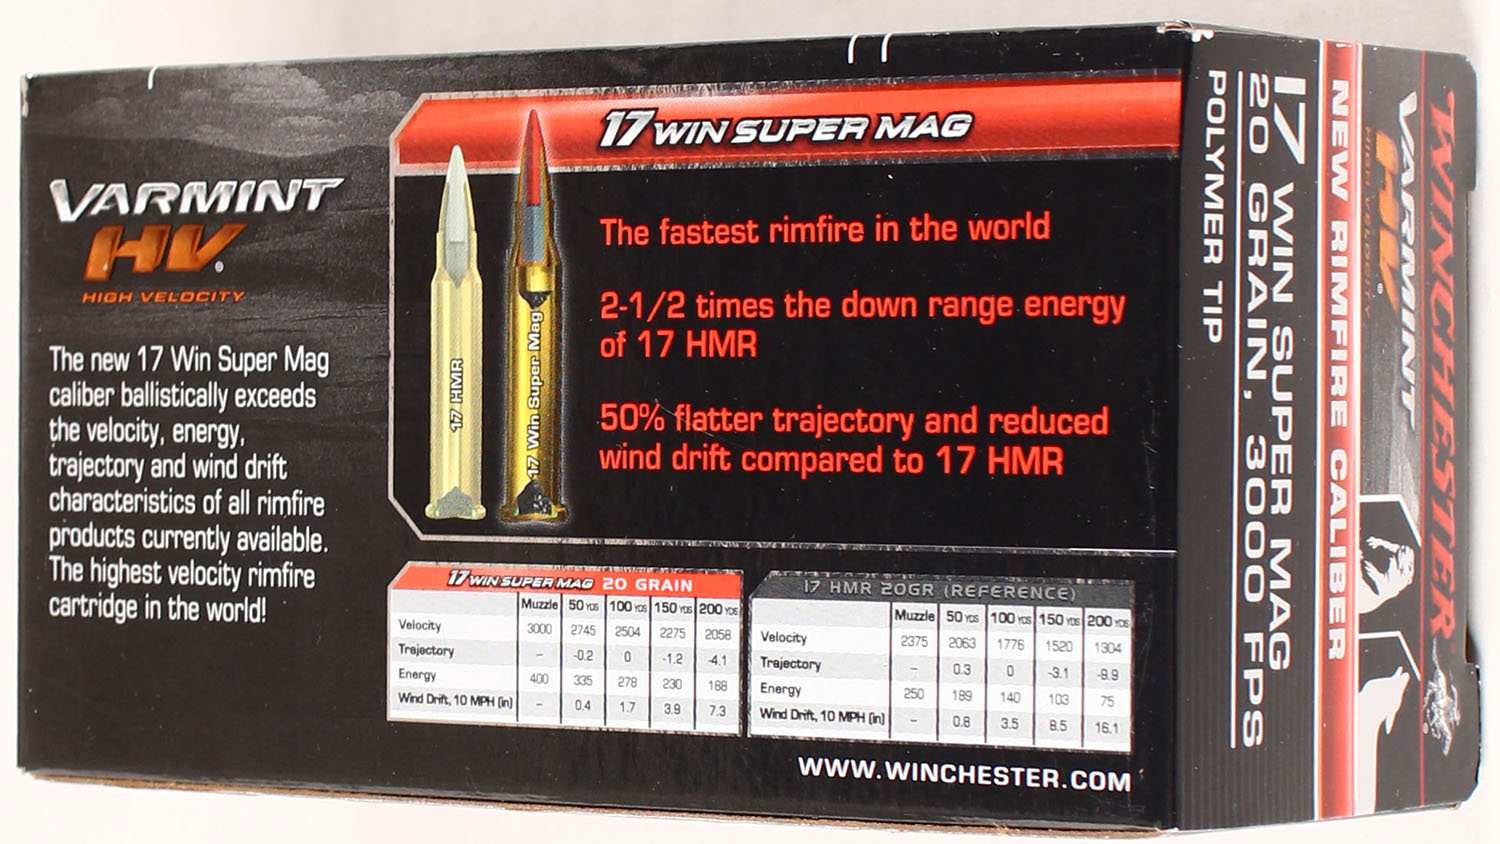 VARMINT
HV®
HIGH VELOCITY
The new 17 Win Super Mag
caliber ballistically exceeds
the velocity, energy,
trajectory and wind drift
characteristics of all rimfire
products currently available.
The highest velocity rimfire
cartridge in the world!
17 WIN SUPER MAG
17 HMR
17 Win Super Mag
The fastest rimfire in the world
2-1/2 times the down range energy
of 17 HMR
50% flatter trajectory and reduced
wind drift compared to 17 HMR
17 WIN SUPER MAG 20 GRAIN
Muzzle 50 YDS 100 YDS 150 YDS 200 YDS
Velocity 3000 2745 2504 2275 2058
Trajectory - -0.2 0 -1.2 -4.1
Energy 400 335 278 230 188
Wind Drift, 10 MPH (in) - 0.4 1.7 3.9 7.3
17 HMR 20GR (REFERENCE)
Muzzle 50 YDS 100 YDS 150 YDS 200 YDS
Velocity 2375 2063 1776 1520 1304
Trajectory - 0.3 0 -3.1 -9.9
Energy 250 189 140 103 75
Wind Drift, 10 MPH (in) - 0.8 3.5 8.5 16.1
WWW.WINCHESTER.COM
WINCHESTER
VARMINT
HV®
HIGH VELOCITY
NEW RIMFIRE CALIBER
17 WIN SUPER MAG
20 GRAIN, 3000 FPS
POLYMER TIP